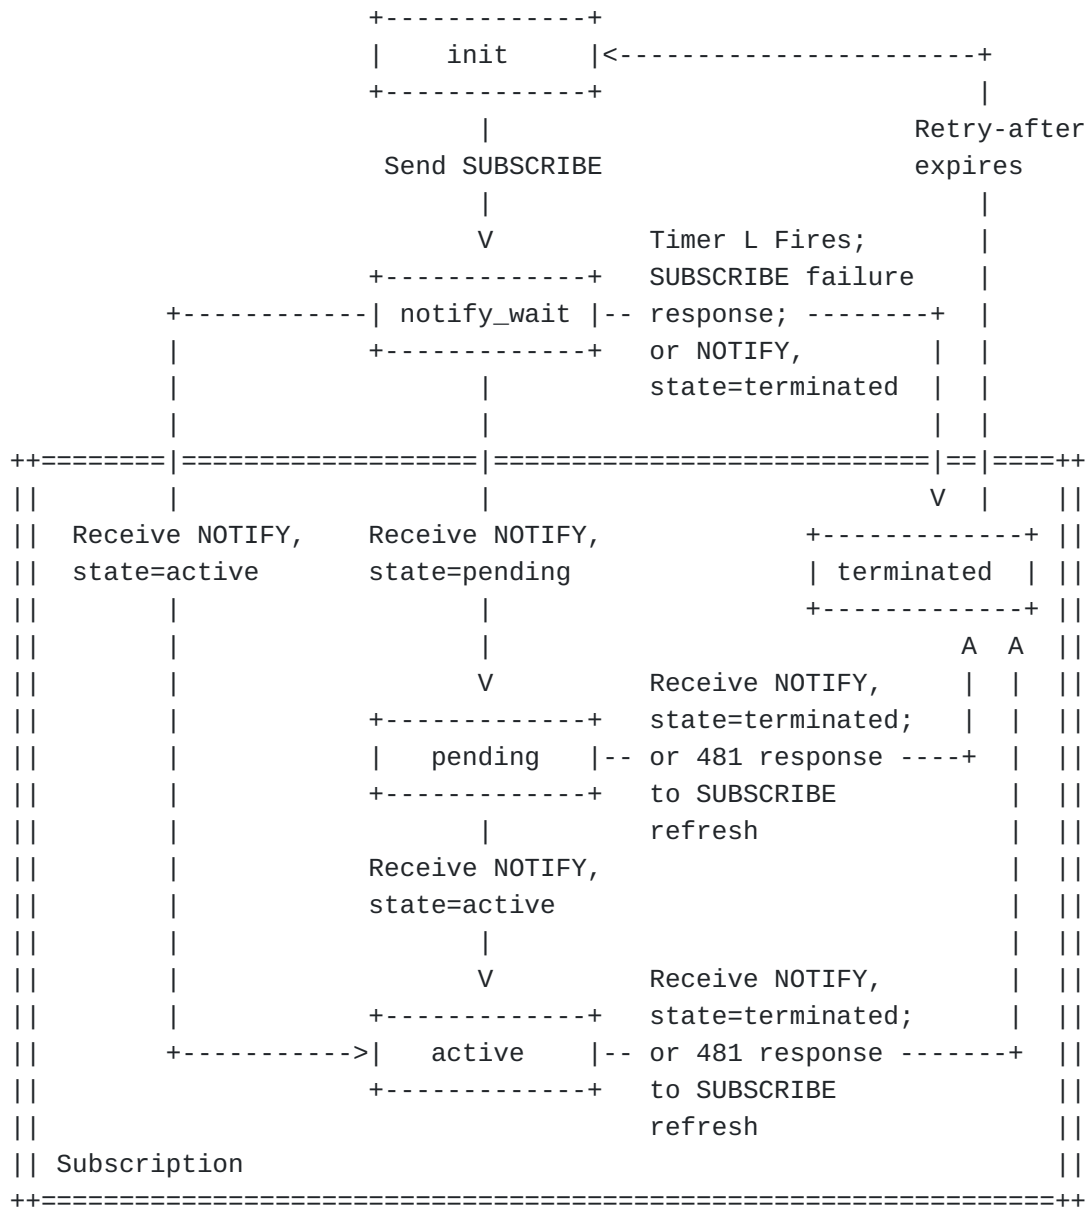 +-------------+
                       |    init     |<-----------------------+
                       +-------------+                        |
                              |                           Retry-after
                        Send SUBSCRIBE                    expires
                              |                               |
                              V          Timer L Fires;       |
                       +-------------+   SUBSCRIBE failure    |
          +------------| notify_wait |-- response; --------+  |
          |            +-------------+   or NOTIFY,        |  |
          |                   |          state=terminated  |  |
          |                   |                            |  |
++========|===================|============================|==|====++
||        |                   |                            V  |    ||
||  Receive NOTIFY,    Receive NOTIFY,             +-------------+ ||
||  state=active       state=pending               | terminated  | ||
||        |                   |                    +-------------+ ||
||        |                   |                              A  A  ||
||        |                   V          Receive NOTIFY,     |  |  ||
||        |            +-------------+   state=terminated;   |  |  ||
||        |            |   pending   |-- or 481 response ----+  |  ||
||        |            +-------------+   to SUBSCRIBE           |  ||
||        |                   |          refresh                |  ||
||        |            Receive NOTIFY,                          |  ||
||        |            state=active                             |  ||
||        |                   |                                 |  ||
||        |                   V          Receive NOTIFY,        |  ||
||        |            +-------------+   state=terminated;      |  ||
||        +----------->|   active    |-- or 481 response -------+  ||
||                     +-------------+   to SUBSCRIBE              ||
||                                       refresh                   ||
|| Subscription                                                    ||
++=================================================================++